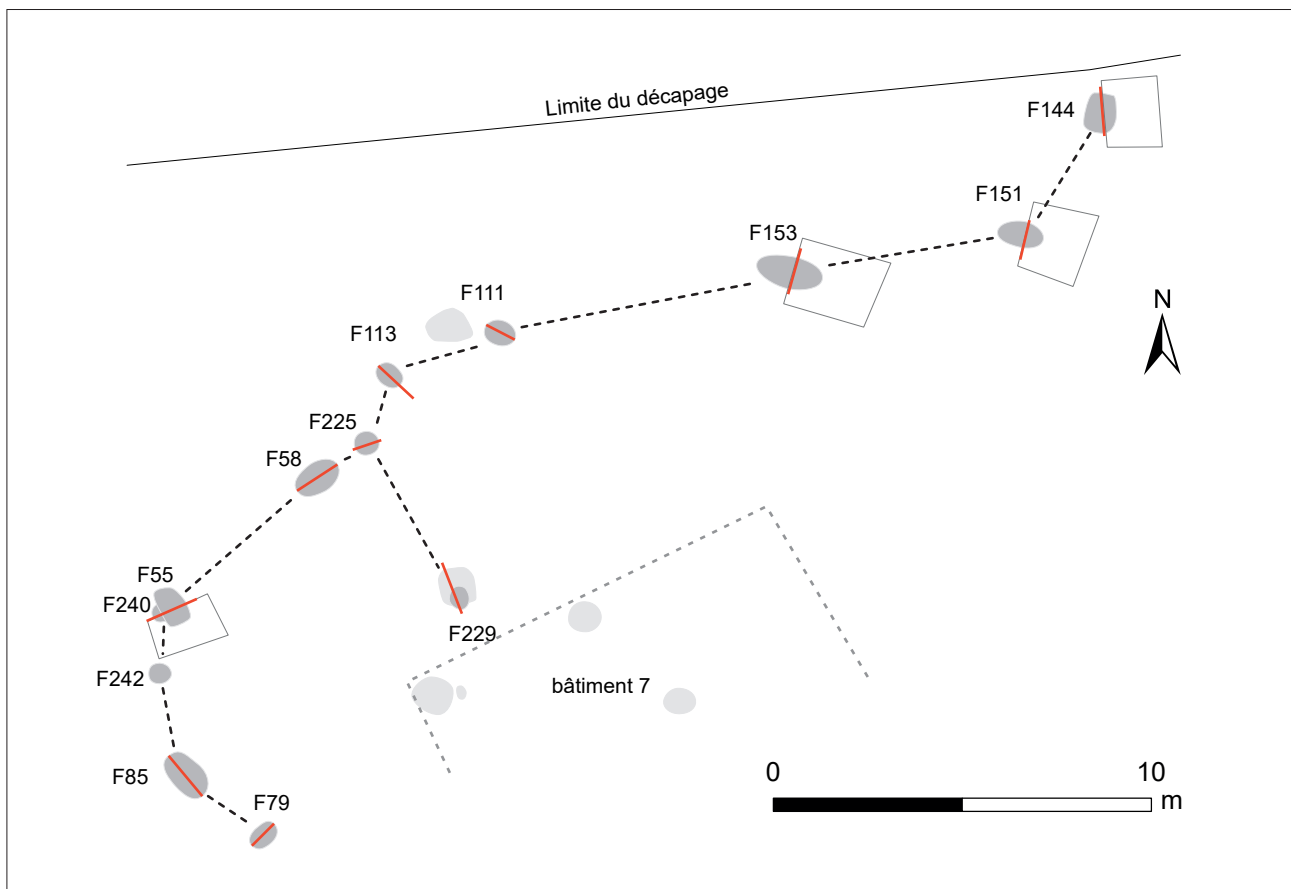 Limite du décapage
F144
F151
F153
N
F111
F113
F225
F58
F55
F240
F229
F242
bâtiment 7
F85
F79
0 10
m